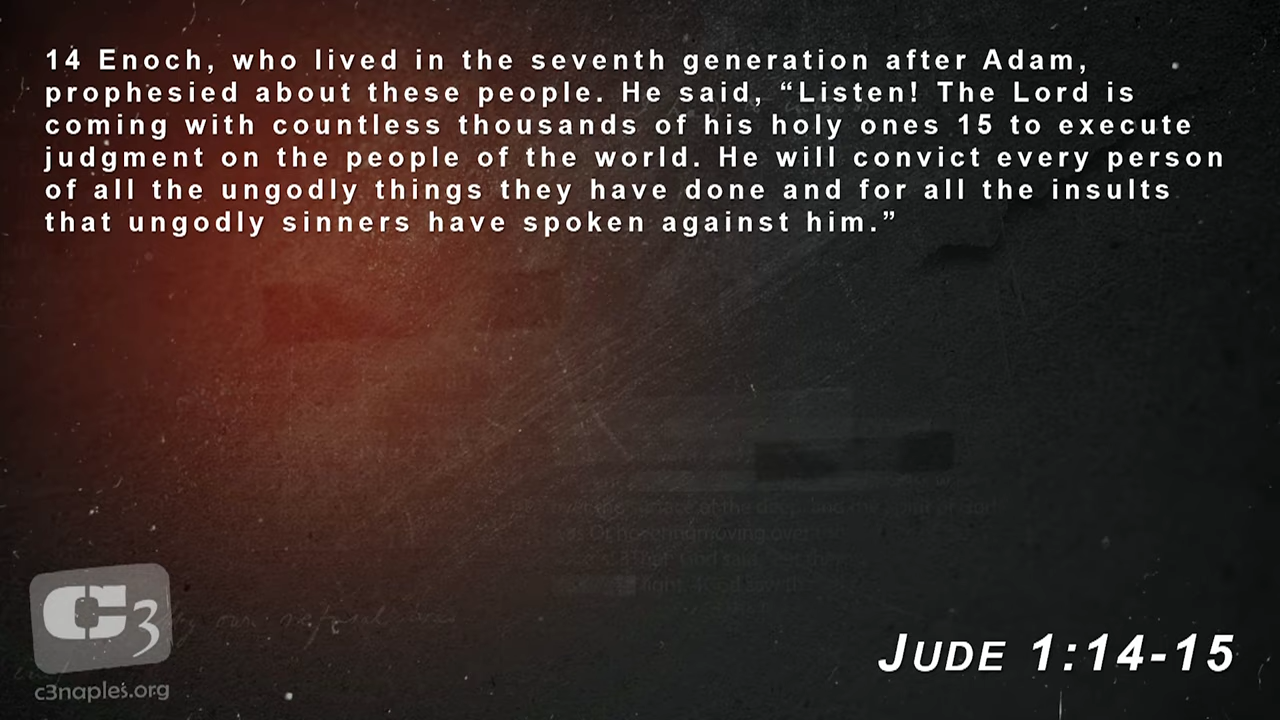 14 Enoch, who lived in the seventh generation after Adam,
prophesied about these people. He said, “Listen! The Lord is
coming with countless thousands of his holy ones 15 to execute
judgment on the people of the world. He will convict every person
of all the ungodly things they have done and for all the insults
that ungodly sinners have spoken against him.”
C3
c3naples.org
JUDE 1:14-15